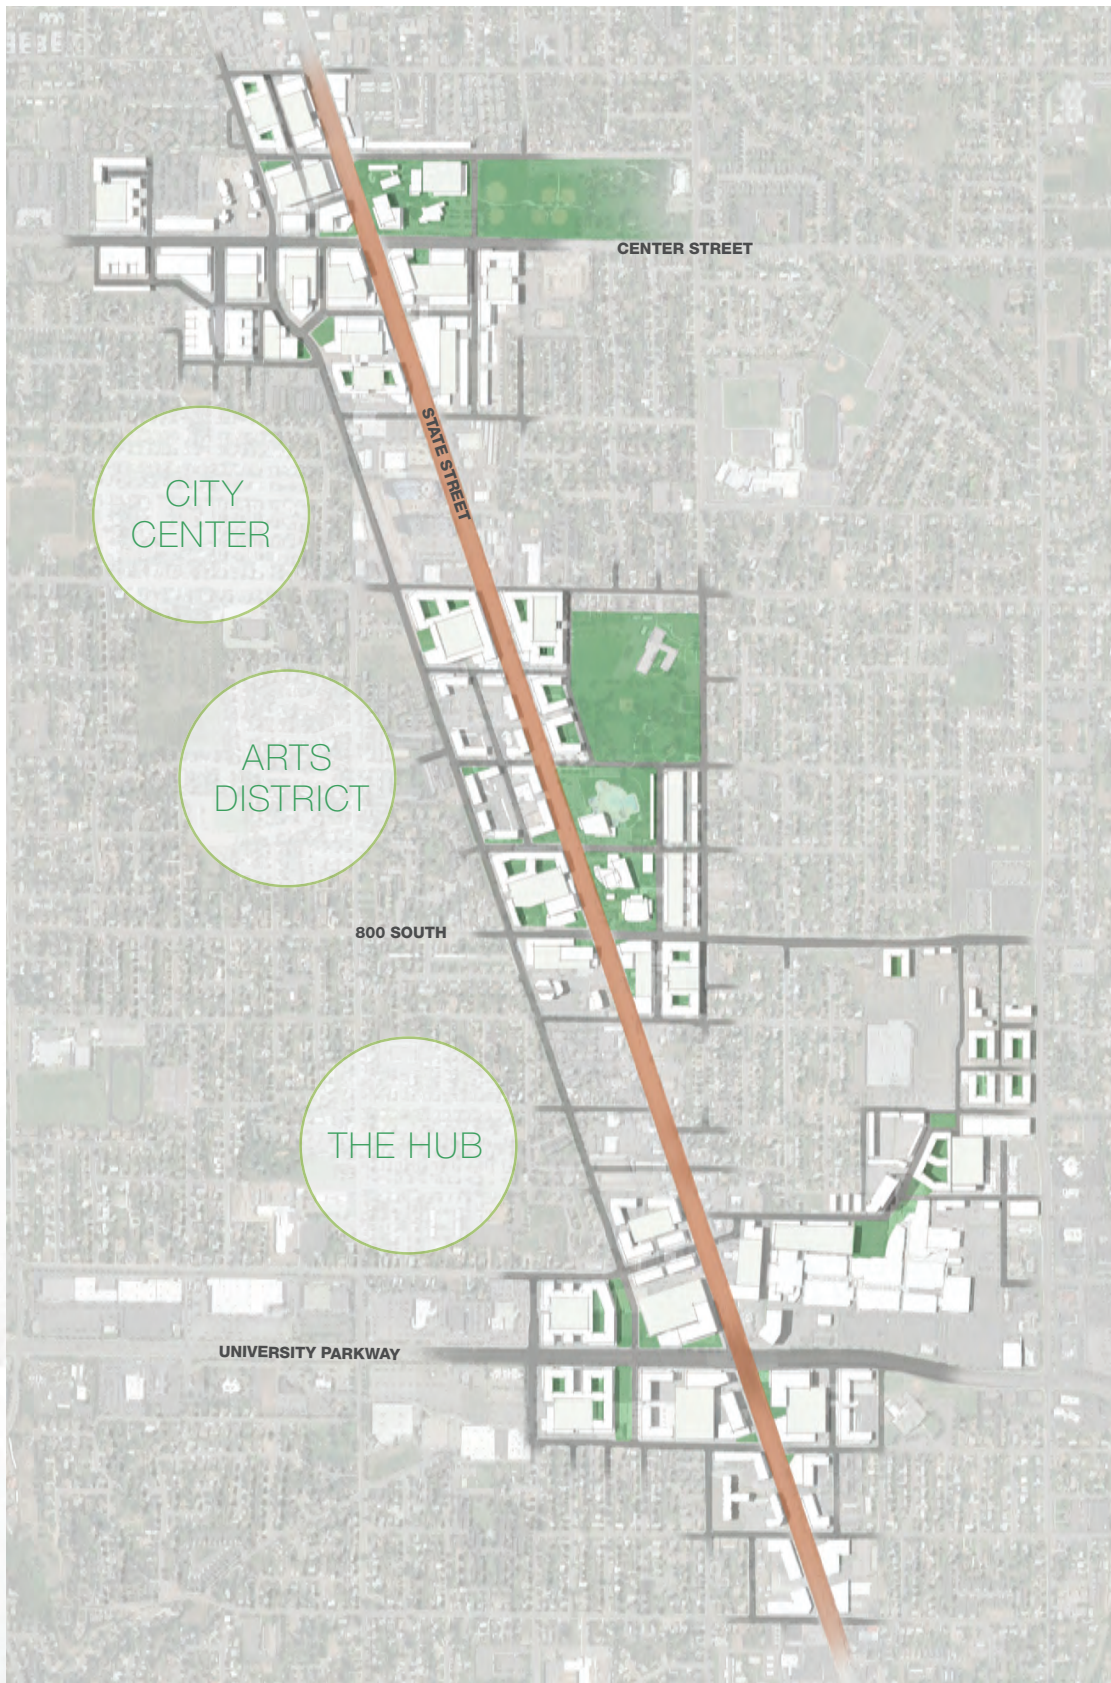 CENTER STREET
STATE STREET
CITY
CENTER
ARTS
DISTRICT
800 SOUTH
THE HUB
UNIVERSITY PARKWAY